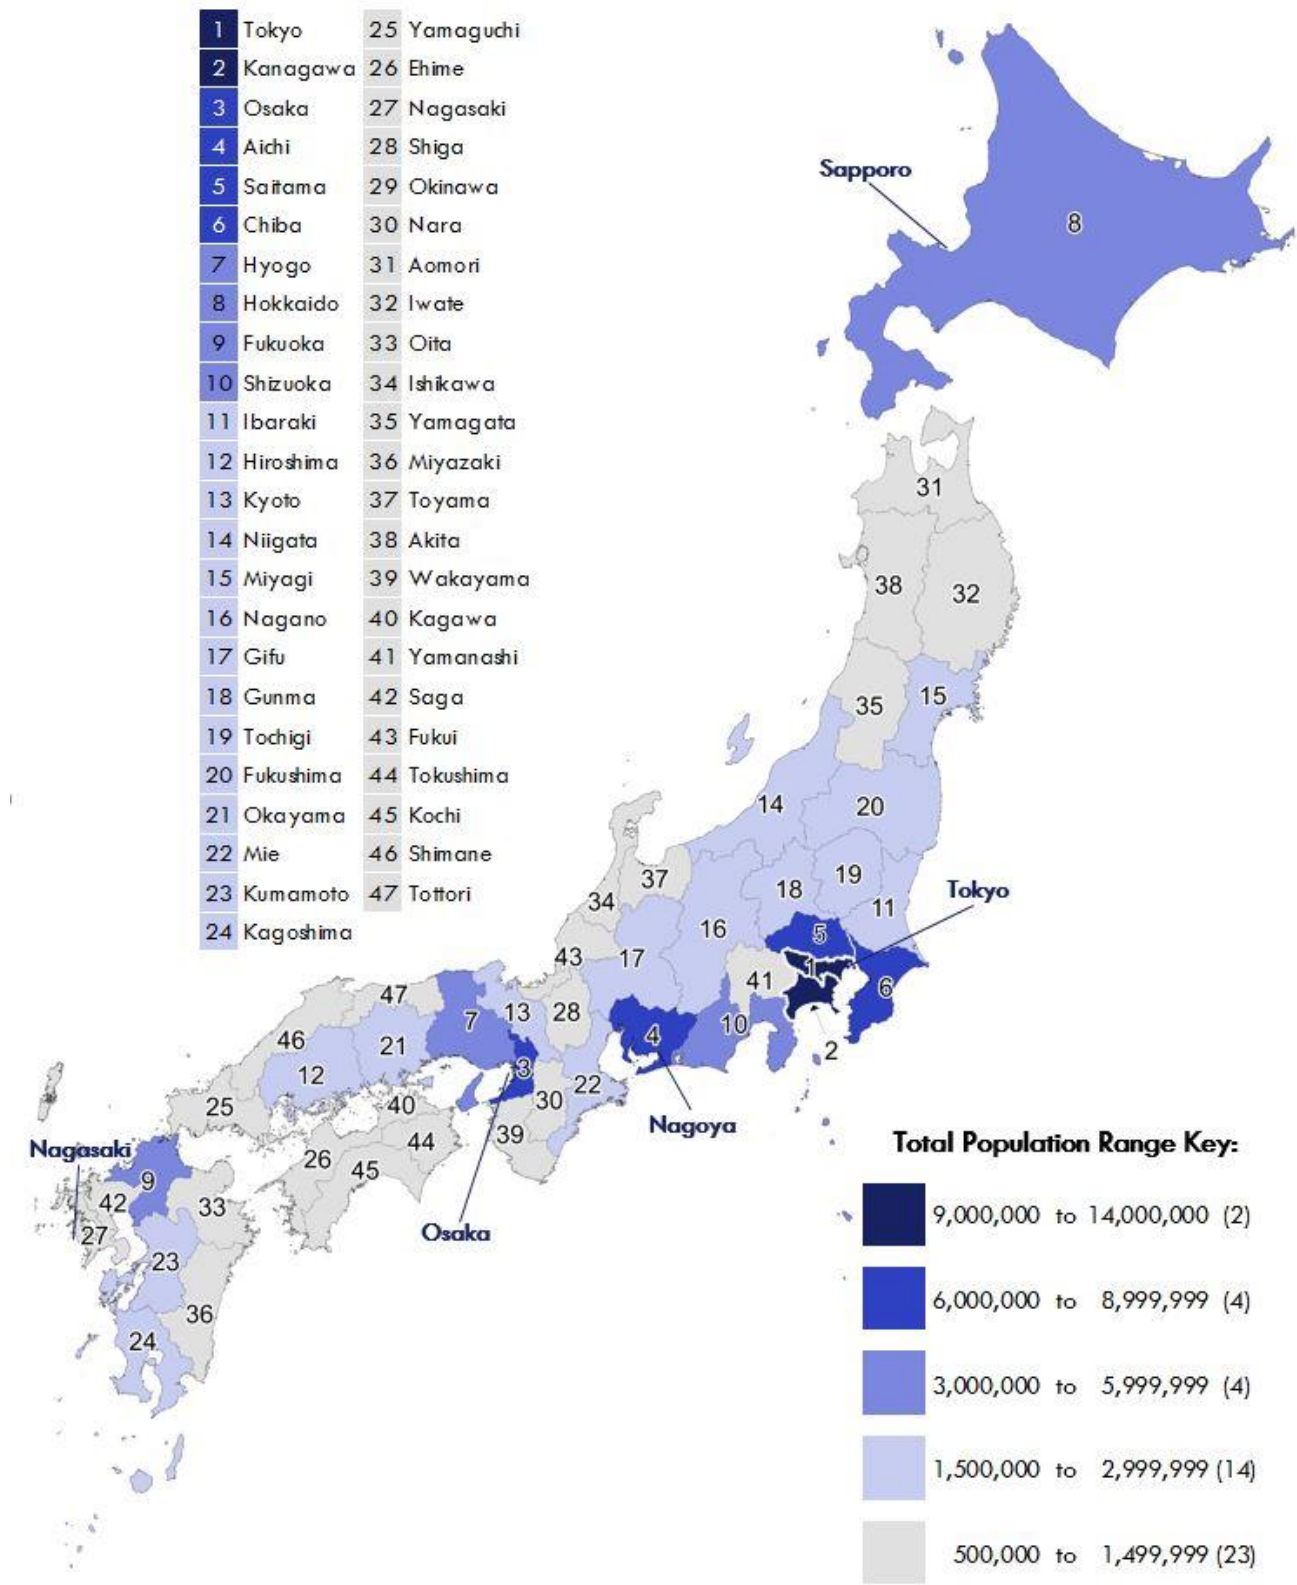 1 Tokyo
2 Kanagawa
3 Osaka
4 Aichi
5 Saitama
6 Chiba
7 Hyogo
8 Hokkaido
9 Fukuoka
10 Shizuoka
11 Ibaraki
12 Hiroshima
13 Kyoto
14 Niigata
15 Miyagi
16 Nagano
17 Gifu
18 Gunma
19 Tochigi
20 Fukushima
21 Okayama
22 Mie
23 Kumamoto
24 Kagoshima
25 Yamaguchi
26 Ehime
27 Nagasaki
28 Shiga
29 Okinawa
30 Nara
31 Aomori
32 Iwate
33 Oita
34 Ishikawa
35 Yamagata
36 Miyazaki
37 Toyama
38 Akita
39 Wakayama
40 Kagawa
41 Yamanashi
42 Saga
43 Fukui
44 Tokushima
45 Kochi
46 Shimane
47 Tottori
Sapporo
8
31
38
32
35
15
14
20
37
18
19
Tokyo
34
16
11
5
43
17
1
41
6
47
28
13
7
10
4
2
46
21
12
3
22
30
25
40
39
Nagoya
44
26
45
Nagasaki
9
42
33
27
Osaka
23
36
24
Total Population Range Key:
9,000,000 to 14,000,000 (2)
6,000,000 to 8,999,999 (4)
3,000,000 to 5,999,999 (4)
1,500,000 to 2,999,999 (14)
500,000 to 1,499,999 (23)